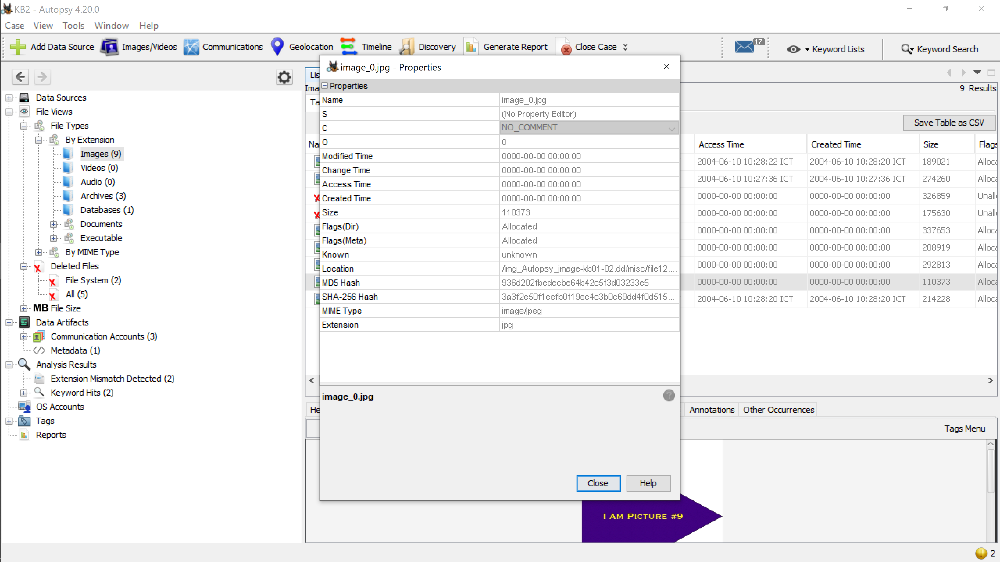 KB2 - Autopsy 4.20.0
Case View Tools Window Help
Add Data Source Images/Videos Communications Geolocation Timeline Discovery Generate Report Close Case 17 Keyword Lists Keyword Search
image_0.jpg - Properties
Properties
Name image_0.jpg
S (No Property Editor)
C NO_COMMENT
O 0
Modified Time 0000-00-00 00:00:00
Change Time 0000-00-00 00:00:00
Access Time 0000-00-00 00:00:00
Created Time 0000-00-00 00:00:00
Size 110373
Flags(Dir) Allocated
Flags(Meta) Allocated
Known unknown
Location /img_Autopsy_image-kb01-02.dd/misc/file12....
MD5 Hash 936d202fbedecbe64b42c5f3d03233e5
SHA-256 Hash 3a3f2e50f1eefb0f19ec4c3b0c69dd4f0d515...
MIME Type image/jpeg
Extension jpg
image_0.jpg
Close Help
Data Sources
File Views
File Types
By Extension
Images (9)
Videos (0)
Audio (0)
Archives (3)
Databases (1)
Documents
Executable
By MIME Type
Deleted Files
File System (2)
All (5)
MB File Size
Data Artifacts
Communication Accounts (3)
Metadata (1)
Analysis Results
Extension Mismatch Detected (2)
Keyword Hits (2)
OS Accounts
Tags
Reports
9 Results
Save Table as CSV
Access Time Created Time Size Flags
2004-06-10 10:28:22 ICT 2004-06-10 10:28:20 ICT 189021
2004-06-10 10:27:36 ICT 2004-06-10 10:27:36 ICT 274260
0000-00-00 00:00:00 0000-00-00 00:00:00 326859
0000-00-00 00:00:00 0000-00-00 00:00:00 175630
0000-00-00 00:00:00 0000-00-00 00:00:00 337653
0000-00-00 00:00:00 0000-00-00 00:00:00 208919
0000-00-00 00:00:00 0000-00-00 00:00:00 292813
0000-00-00 00:00:00 0000-00-00 00:00:00 110373
2004-06-10 10:28:20 ICT 2004-06-10 10:28:20 ICT 214228
Annotations Other Occurrences
Tags Menu
I Am Picture #9
2